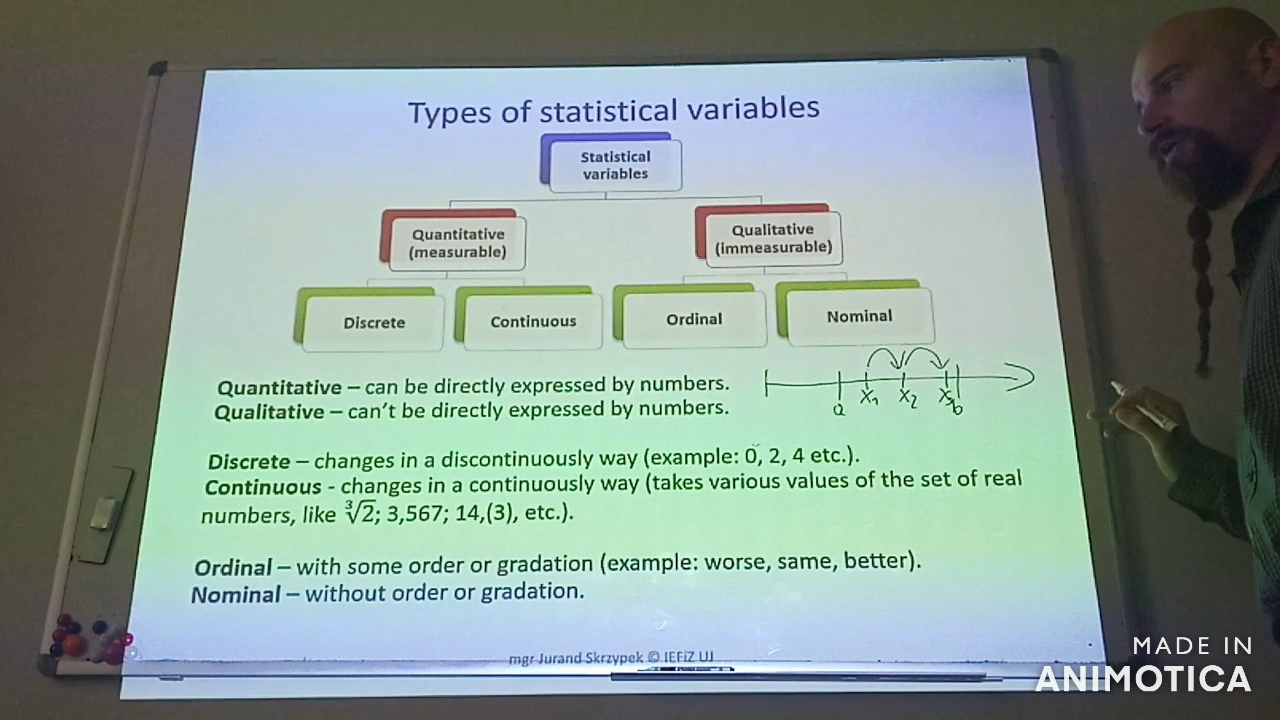 Types of statistical variables
Statistical
variables
Quantitative
(measurable)
Qualitative
(immeasurable)
Discrete
Continuous
Ordinal
Nominal
Quantitative – can be directly expressed by numbers.
Qualitative – can't be directly expressed by numbers.
a x₁ x₂ x₃ b
Discrete – changes in a discontinuously way (example: 0, 2, 4 etc.).
Continuous - changes in a continuously way (takes various values of the set of real
numbers, like ∛2; 3,567; 14,(3), etc.).
Ordinal – with some order or gradation (example: worse, same, better).
Nominal – without order or gradation.
mgr Jurand Skrzypek © IEFiZ UJ
MADE IN
ANIMOTICA